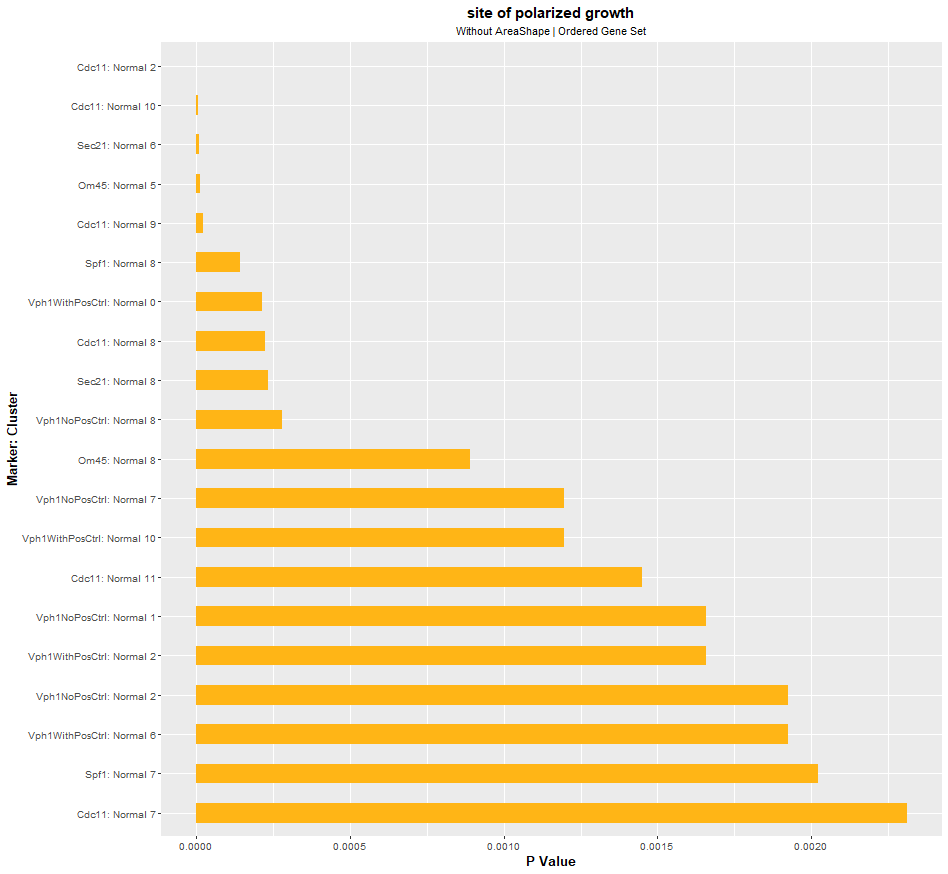 site of polarized growth
Without AreaShape | Ordered Gene Set
Cdc11: Normal 2
Cdc11: Normal 10
Sec21: Normal 6
Om45: Normal 5
Cdc11: Normal 9
Spf1: Normal 8
Vph1WithPosCtrl: Normal 0
Cdc11: Normal 8
Sec21: Normal 8
Vph1NoPosCtrl: Normal 8
Om45: Normal 8
Vph1NoPosCtrl: Normal 7
Vph1WithPosCtrl: Normal 10
Cdc11: Normal 11
Vph1NoPosCtrl: Normal 1
Vph1WithPosCtrl: Normal 2
Vph1NoPosCtrl: Normal 2
Vph1WithPosCtrl: Normal 6
Spf1: Normal 7
Cdc11: Normal 7
Marker: Cluster
0.0000 0.0005 0.0010 0.0015 0.0020
P Value